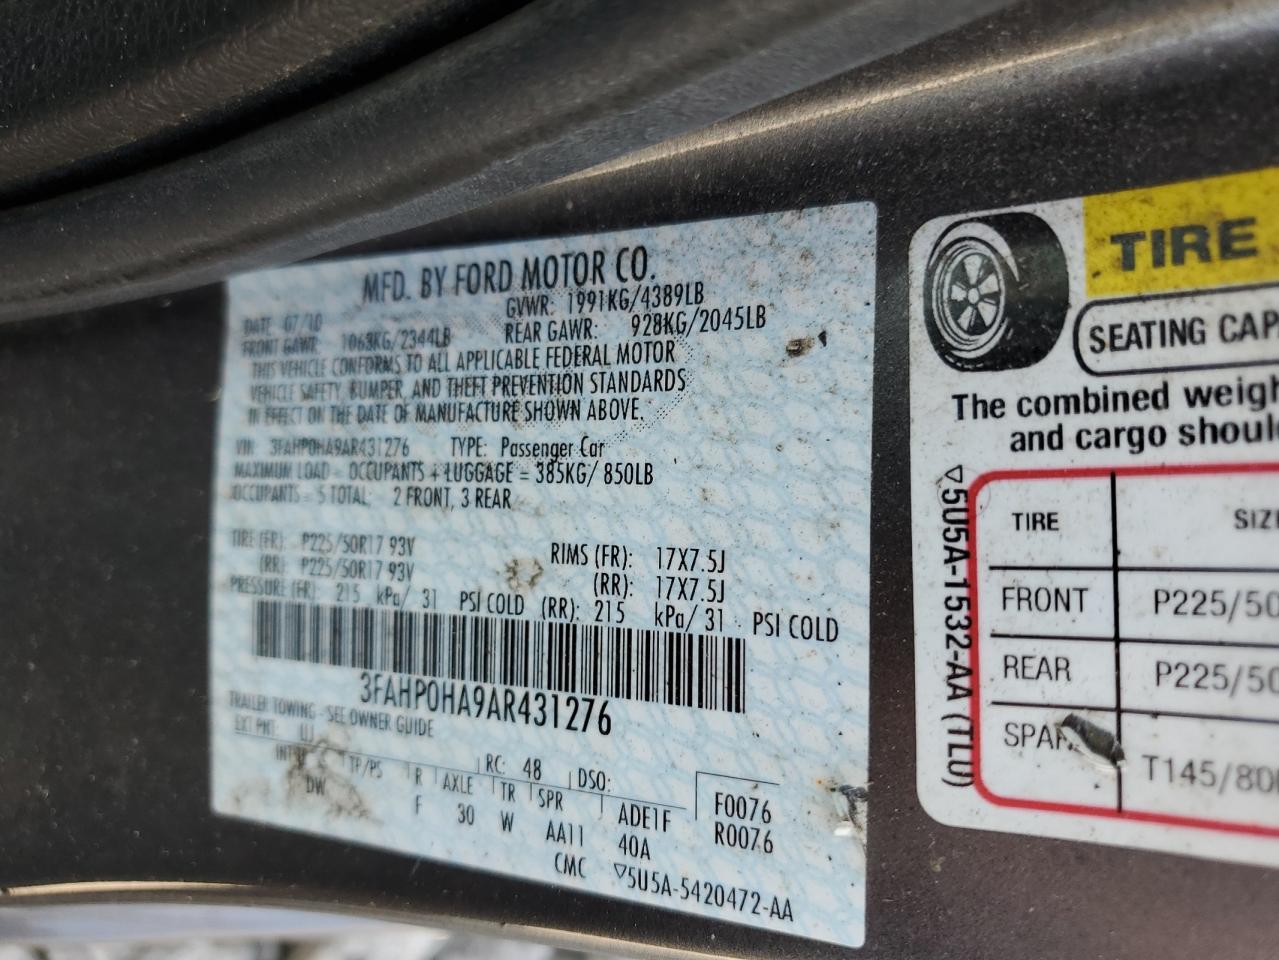 MFD. BY FORD MOTOR CO.
DATE 07/10 GVWR: 1991KG/4389LB
FRONT GAWR: 1063KG/2344LB REAR GAWR: 928KG/2045LB
THIS VEHICLE CONFORMS TO ALL APPLICABLE FEDERAL MOTOR
VEHICLE SAFETY, BUMPER, AND THEFT PREVENTION STANDARDS
IN EFFECT ON THE DATE OF MANUFACTURE SHOWN ABOVE.
VIN: 3FAHP0HA9AR431276 TYPE: Passenger Car
MAXIMUM LOAD = OCCUPANTS + LUGGAGE = 385KG/ 850LB
OCCUPANTS = 5 TOTAL: 2 FRONT, 3 REAR
TIRE (FR): P225/50R17 93V RIMS (FR): 17X7.5J
(RR): P225/50R17 93V (RR): 17X7.5J
PRESSURE (FR): 215 kPa/ 31 PSI COLD (RR): 215 kPa/ 31 PSI COLD
3FAHP0HA9AR431276
TRAILER TOWING - SEE OWNER GUIDE
EXT PNT: UJ RC: 48 DSO: F0076
TP/PS R AXLE TR SPR ADE1F R0076
DW F 30 W AA11 40A
CMC ▽5U5A-5420472-AA
TIRE
SEATING CAP
The combined weigh
and cargo shoul
▽5U5A-1532-AA (TLU)
TIRE SIZ
FRONT P225/50
REAR P225/50
SPA
T145/80